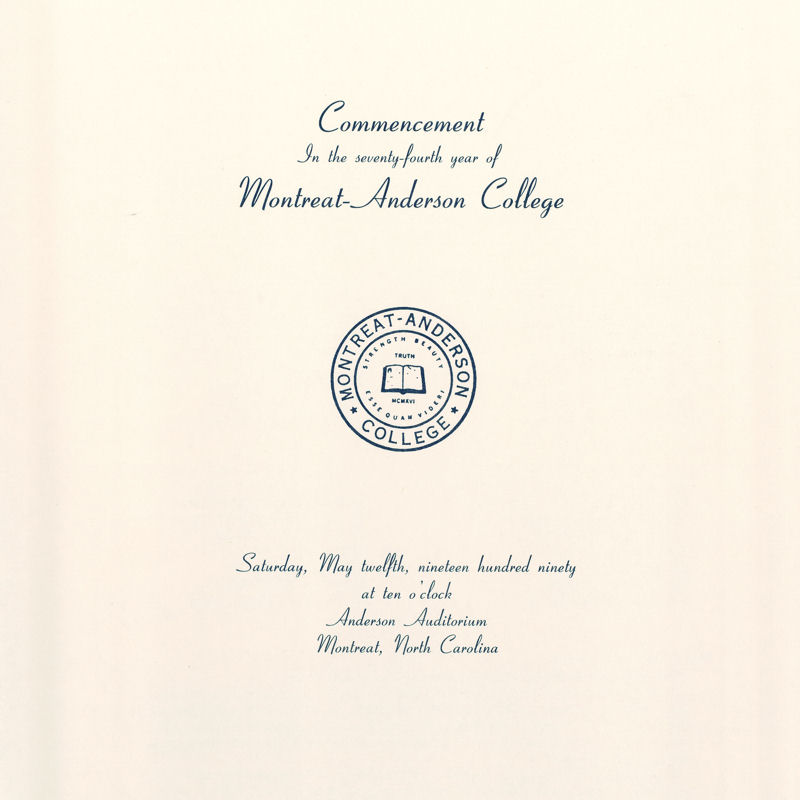 Commencement
In the seventy-fourth year of
Montreat-Anderson College
MONTREAT-ANDERSON
STRENGTH BEAUTY
TRUTH
MCMXVI
ESSE QUAM VIDERI
★ COLLEGE ★
Saturday, May twelfth, nineteen hundred ninety
at ten o'clock
Anderson Auditorium
Montreat, North Carolina